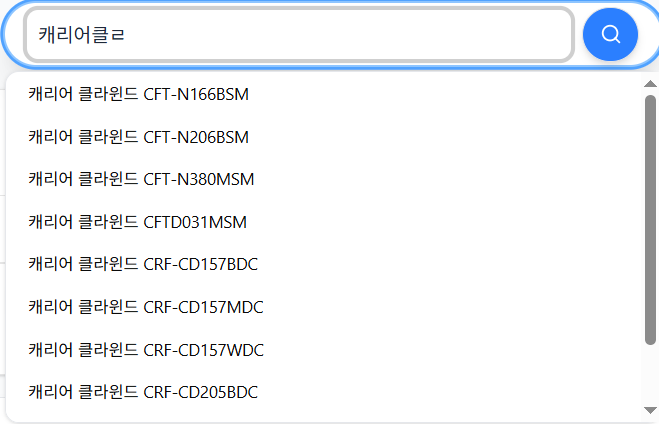 캐리어클ㄹ
캐리어 클라윈드 CFT-N166BSM
캐리어 클라윈드 CFT-N206BSM
캐리어 클라윈드 CFT-N380MSM
캐리어 클라윈드 CFTD031MSM
캐리어 클라윈드 CRF-CD157BDC
캐리어 클라윈드 CRF-CD157MDC
캐리어 클라윈드 CRF-CD157WDC
캐리어 클라윈드 CRF-CD205BDC